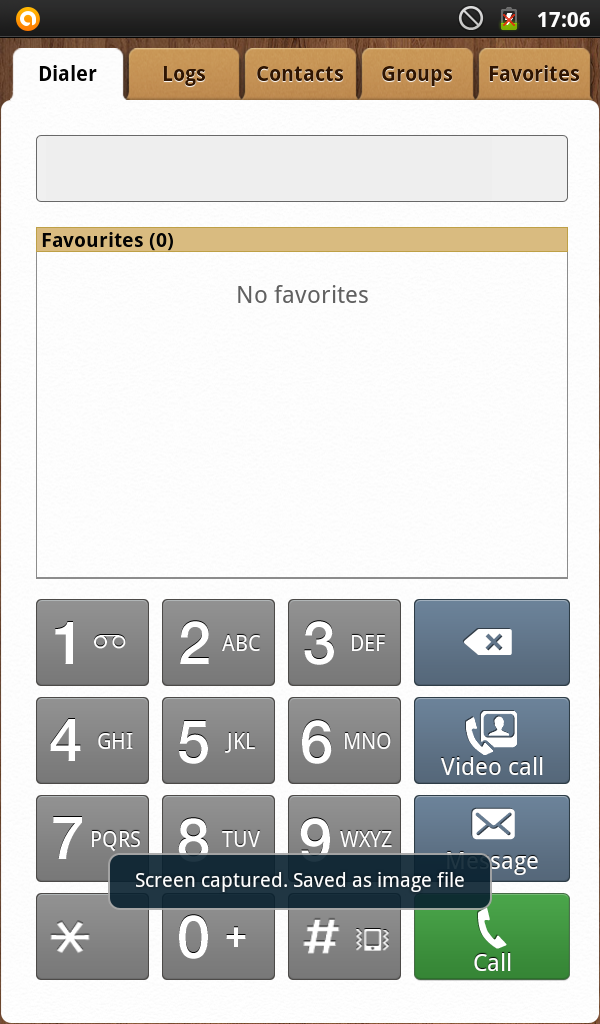 17:06
Dialer Logs Contacts Groups Favorites
Favourites (0)
No favorites
1 2 ABC 3 DEF
4 GHI 5 JKL 6 MNO Video call
7 PQRS 8 TUV 9 WXYZ Message
Screen captured. Saved as image file
* 0 + # Call